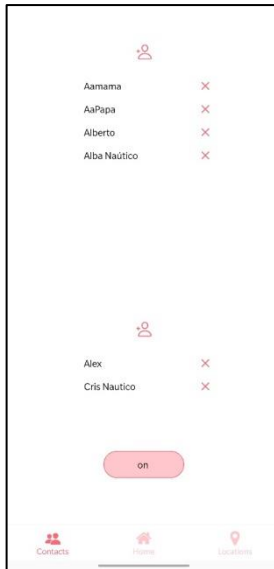 Aamama
AaPapa
Alberto
Alba Naútico
Alex
Cris Nautico
on
Contacts Home Locations